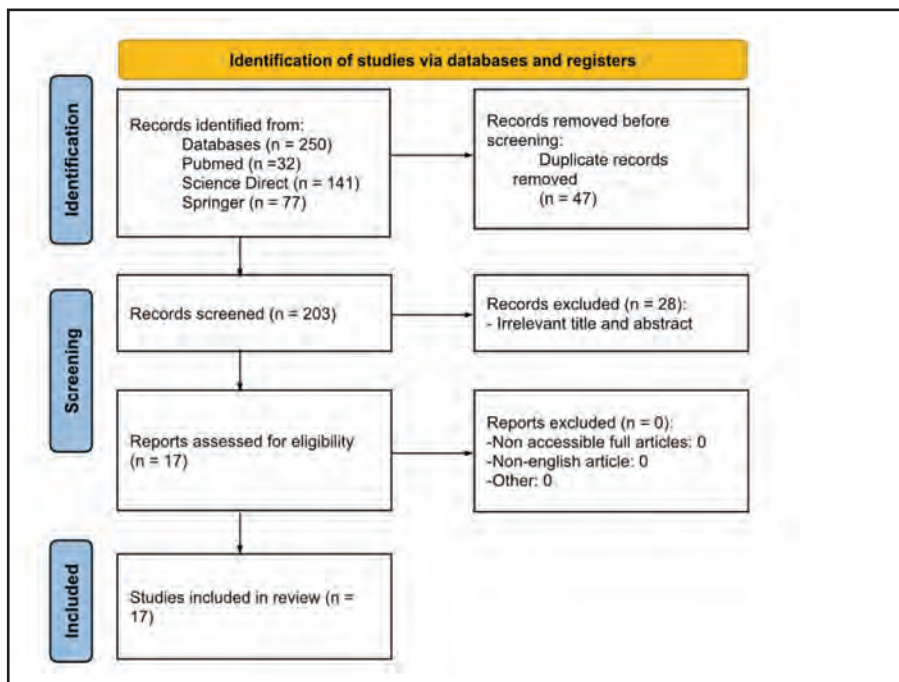 Identification of studies via databases and registers
Identification
Records identified from:
Databases (n = 250)
Pubmed (n =32)
Science Direct (n = 141)
Springer (n = 77)
Records removed before
screening:
Duplicate records
removed
(n = 47)
Screening
Records screened (n = 203)
Records excluded (n = 28):
- Irrelevant title and abstract
Reports assessed for eligibility
(n = 17)
Reports excluded (n = 0):
-Non accessible full articles: 0
-Non-english article: 0
-Other: 0
Included
Studies included in review (n =
17)